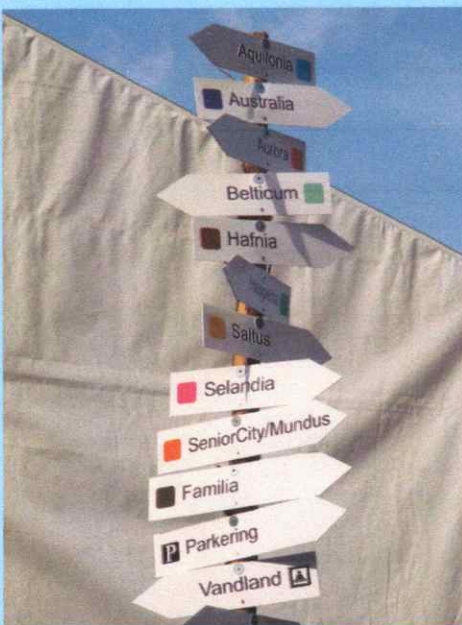 Aquilonia
Australia
Aurora
Belticum
Hafnia
Saltus
Selandia
SeniorCity/Mundus
Familia
P Parkering
Vandland